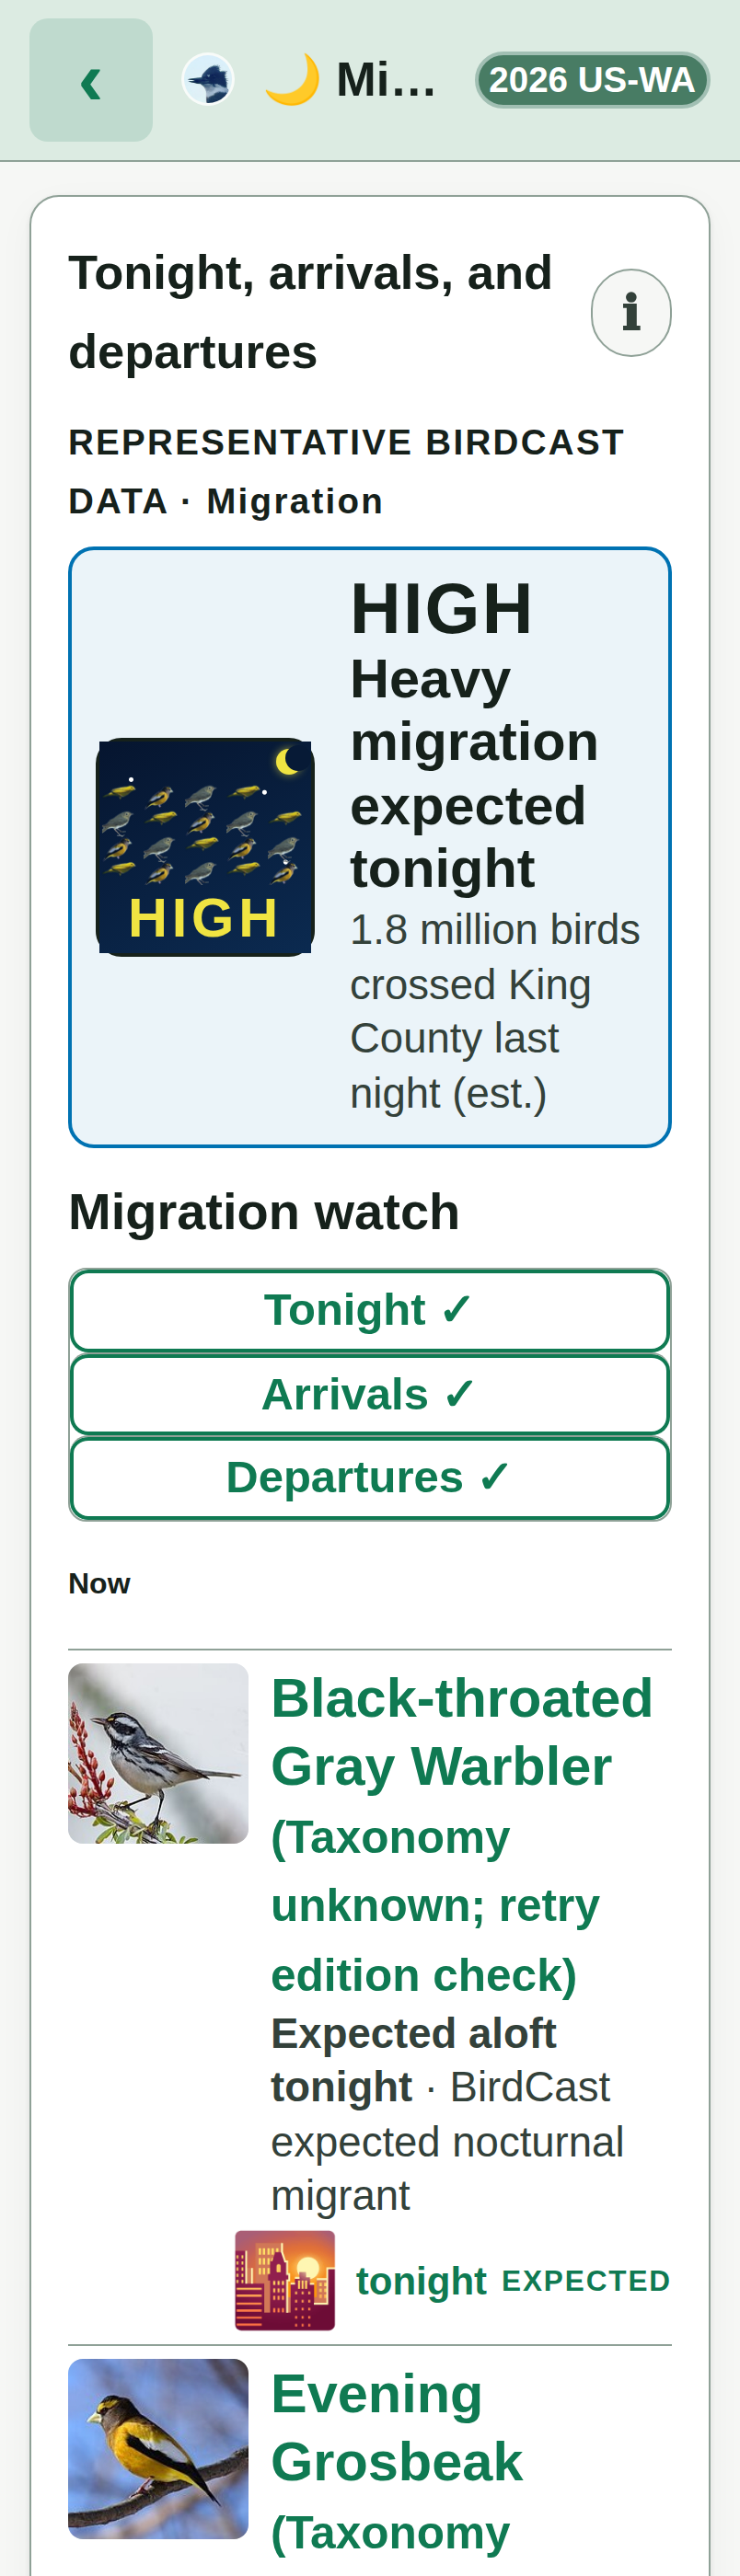 ‹ 🌙 Mi... 2026 US-WA
Tonight, arrivals, and
departures
i
REPRESENTATIVE BIRDCAST
DATA · Migration
HIGH
HIGH
Heavy
migration
expected
tonight
1.8 million birds
crossed King
County last
night (est.)
Migration watch
Tonight ✓
Arrivals ✓
Departures ✓
Now
Black-throated
Gray Warbler
(Taxonomy
unknown; retry
edition check)
Expected aloft
tonight · BirdCast
expected nocturnal
migrant
tonight EXPECTED
Evening
Grosbeak
(Taxonomy